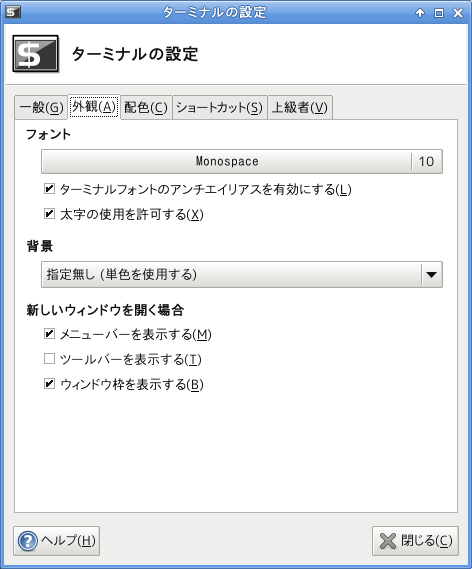 ターミナルの設定
ターミナルの設定
一般(G) 外観(A) 配色(C) ショートカット(S) 上級者(V)
フォント
Monospace 10
ターミナルフォントのアンチエイリアスを有効にする(L)
太字の使用を許可する(X)
背景
指定無し (単色を使用する)
新しいウィンドウを開く場合
メニューバーを表示する(M)
ツールバーを表示する(T)
ウィンドウ枠を表示する(B)
ヘルプ(H) 閉じる(C)